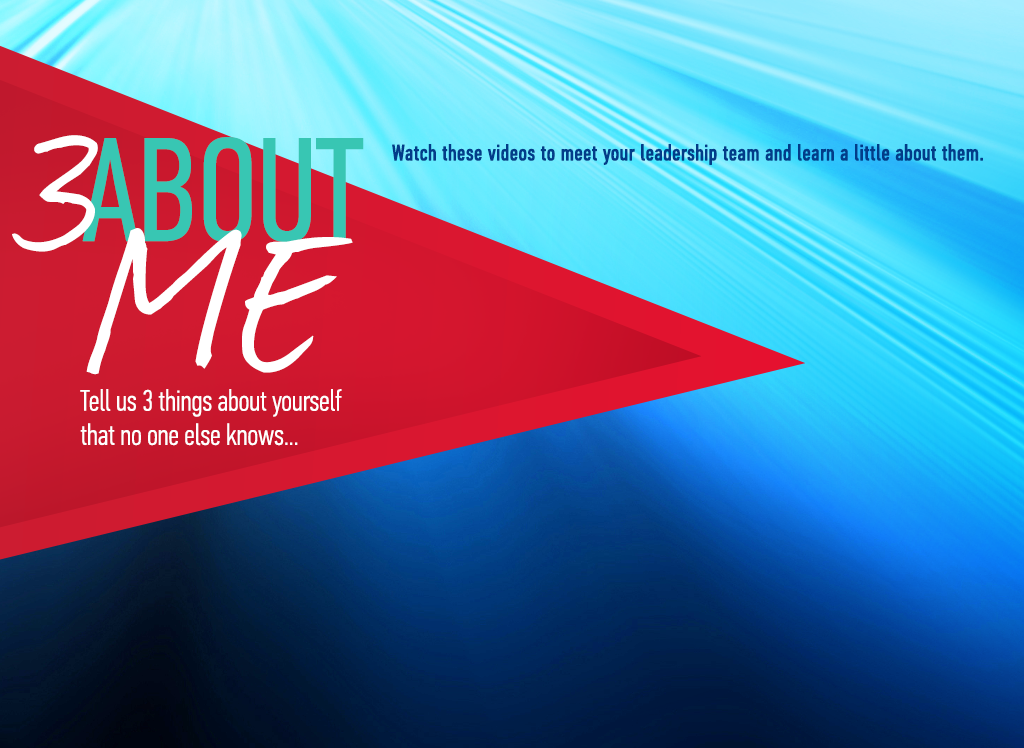 3 ABOUT
ME
Watch these videos to meet your leadership team and learn a little about them.
Tell us 3 things about yourself
that no one else knows...